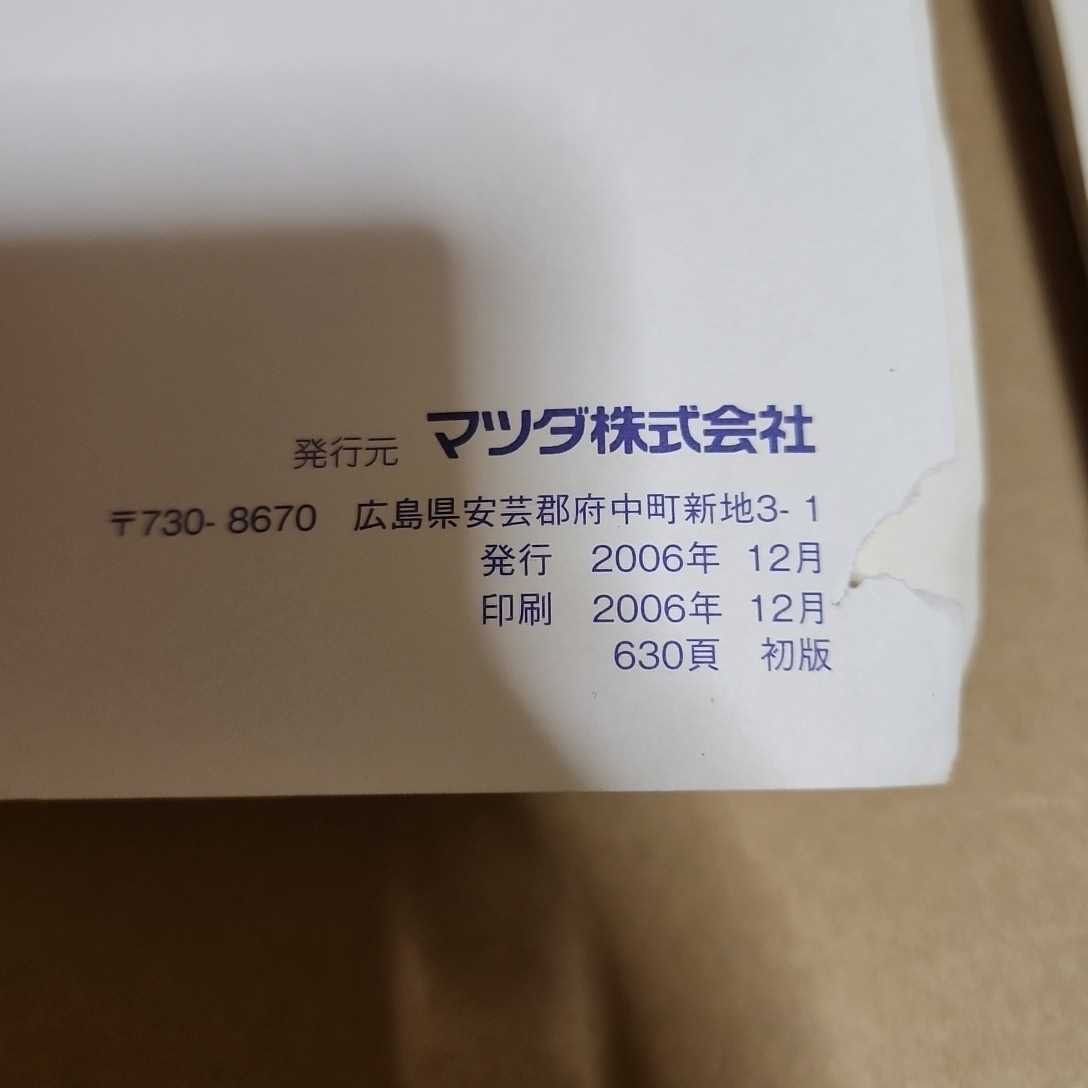 発行元 マツダ株式会社
〒730-8670 広島県安芸郡府中町新地3-1
発行 2006年 12月
印刷 2006年 12月
630頁 初版